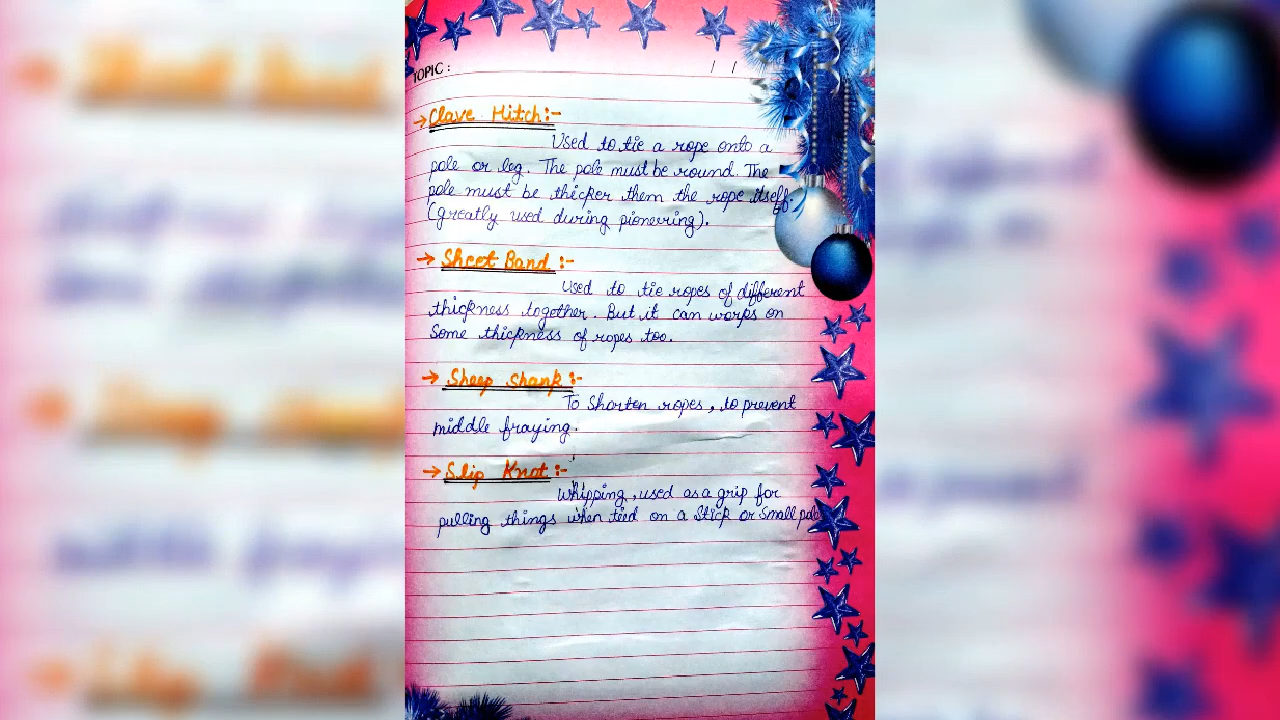 TOPIC :
/ /
→ Clave Hitch:-
Used to tie a rope onto a
pole or leg. The pole must be round. The
pole must be thicker them the rope itself.
(greatly used during pioneering).
→ Sheet Band :-
used to tie ropes of different
thickness together. But it can works on
Some thickness of ropes too.
→ Sheep Shank :-
To Shorten ropes, to prevent
middle fraying.
→ Slip Knot :-
Whipping, used as a grip for
pulling things when tied on a Stick or Small pole